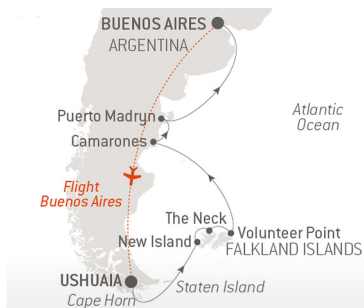 BUENOS AIRES
ARGENTINA
Puerto Madryn
Atlantic
Ocean
Camarones
Flight
Buenos Aires
The Neck
Volunteer Point
New Island
FALKLAND ISLANDS
USHUAIA
Staten Island
Cape Horn